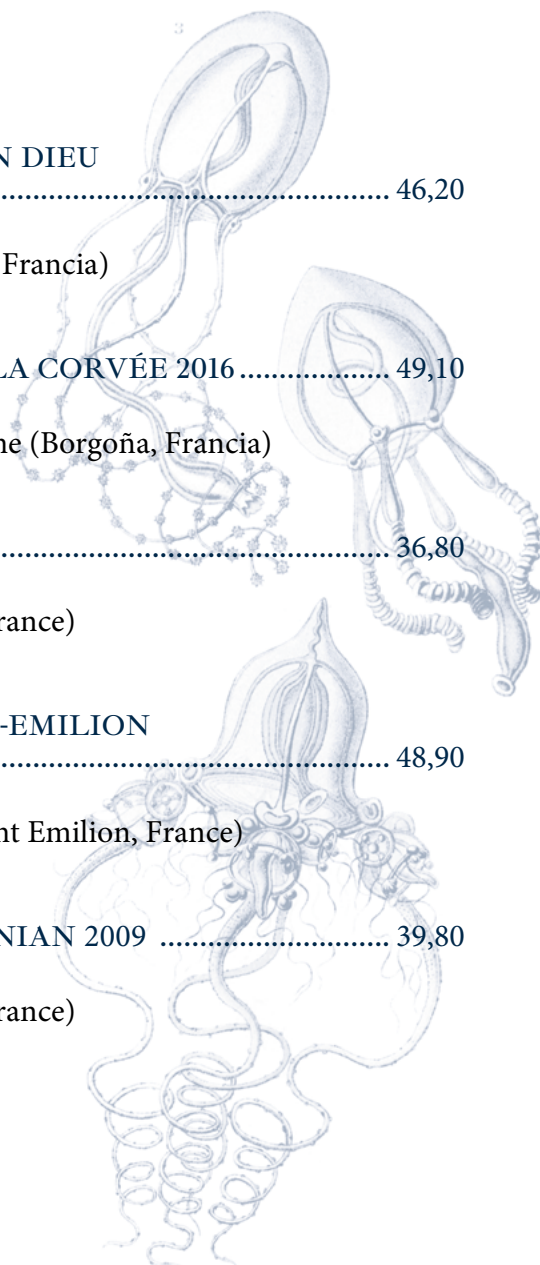 3
N DIEU
................................................... 46,20
Francia)
LA CORVÉE 2016 ................... 49,10
ne (Borgoña, Francia)
................................................... 36,80
rance)
-EMILION
................................................... 48,90
nt Emilion, France)
NIAN 2009 ............................. 39,80
rance)